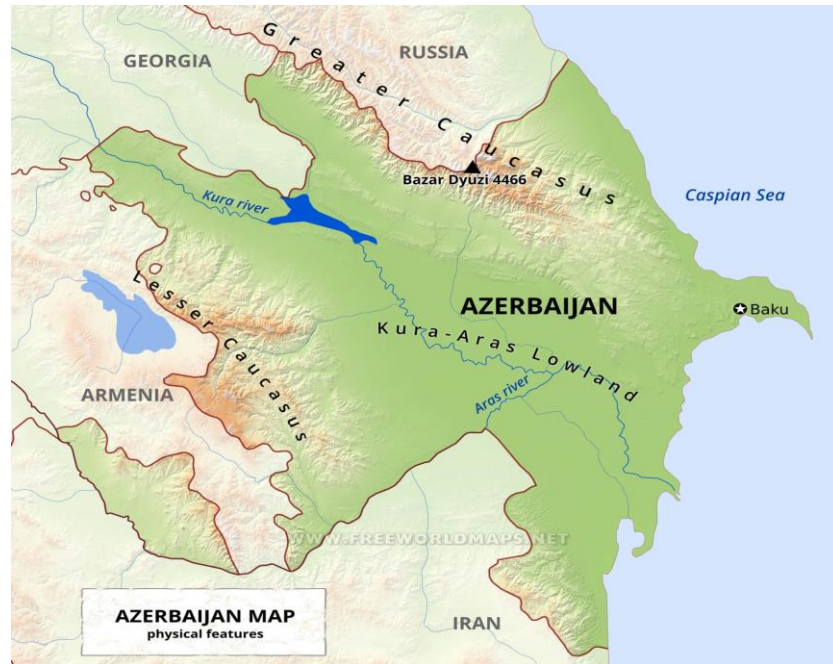 RUSSIA
GEORGIA
Greater Caucasus
Bazar Dyuzi 4466
Kura river
Caspian Sea
AZERBAIJAN
Baku
Lesser Caucasus
Kura-Aras Lowland
Aras river
ARMENIA
WWW.FREEWORLDMAPS.NET
IRAN
AZERBAIJAN MAP
physical features